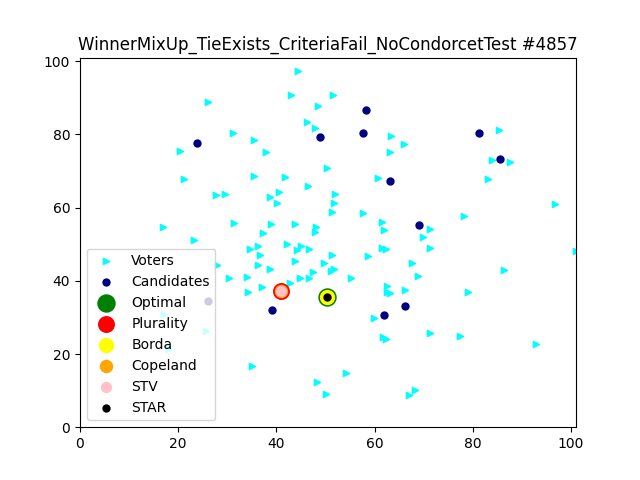 WinnerMixUp_TieExists_CriteriaFail_NoCondorcetTest #4857
100
80
60
40
20
0
Voters
Candidates
Optimal
Plurality
Borda
Copeland
STV
STAR
0 20 40 60 80 100